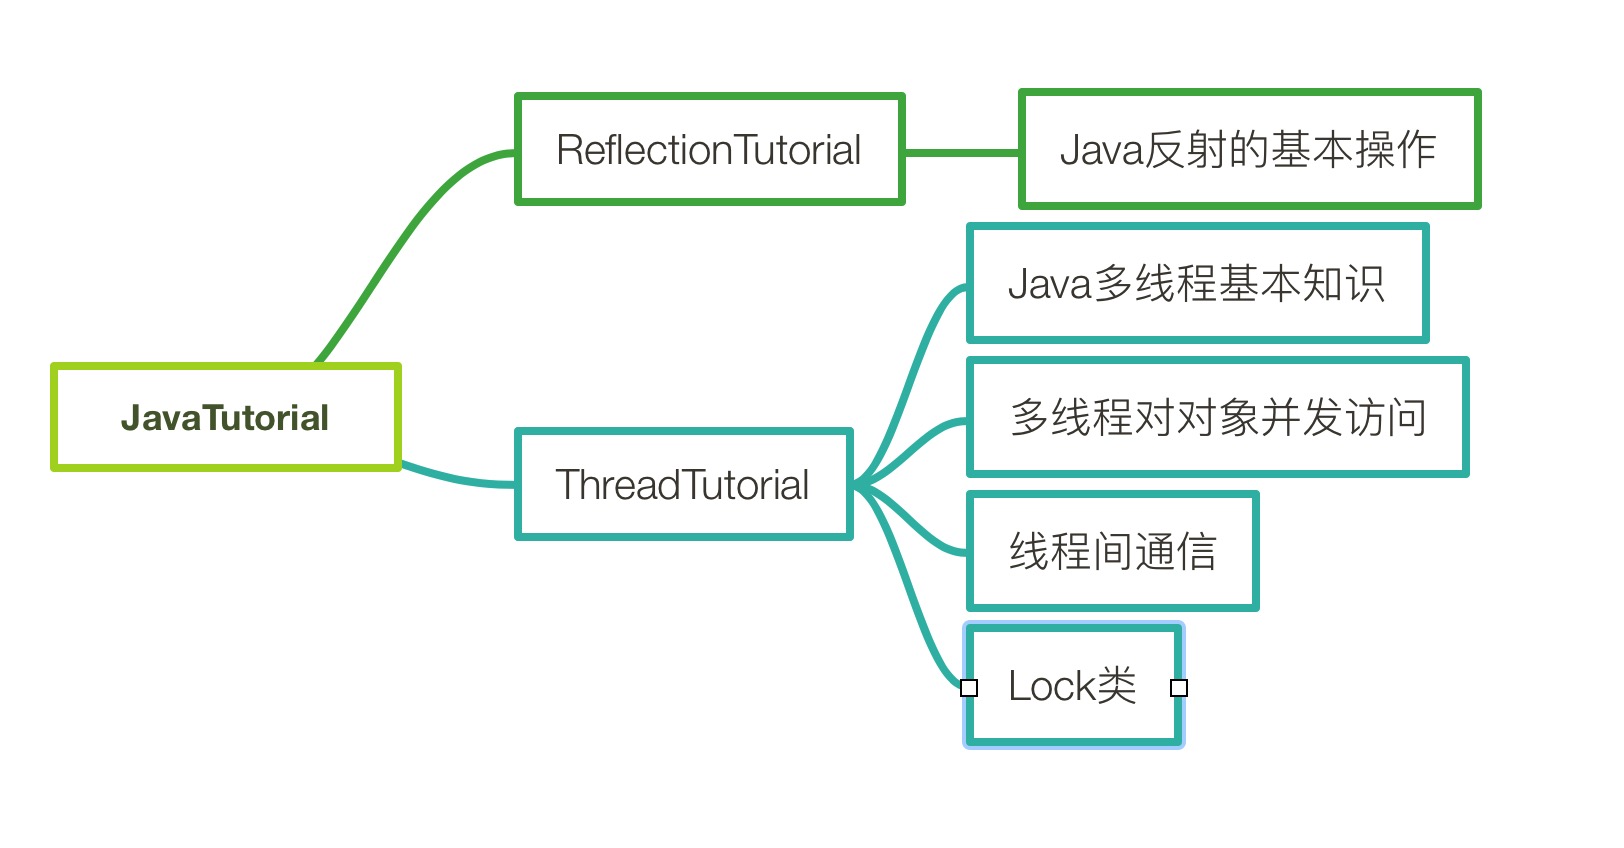 ReflectionTutorial
Java反射的基本操作
Java多线程基本知识
JavaTutorial
多线程对对象并发访问
ThreadTutorial
线程间通信
Lock类